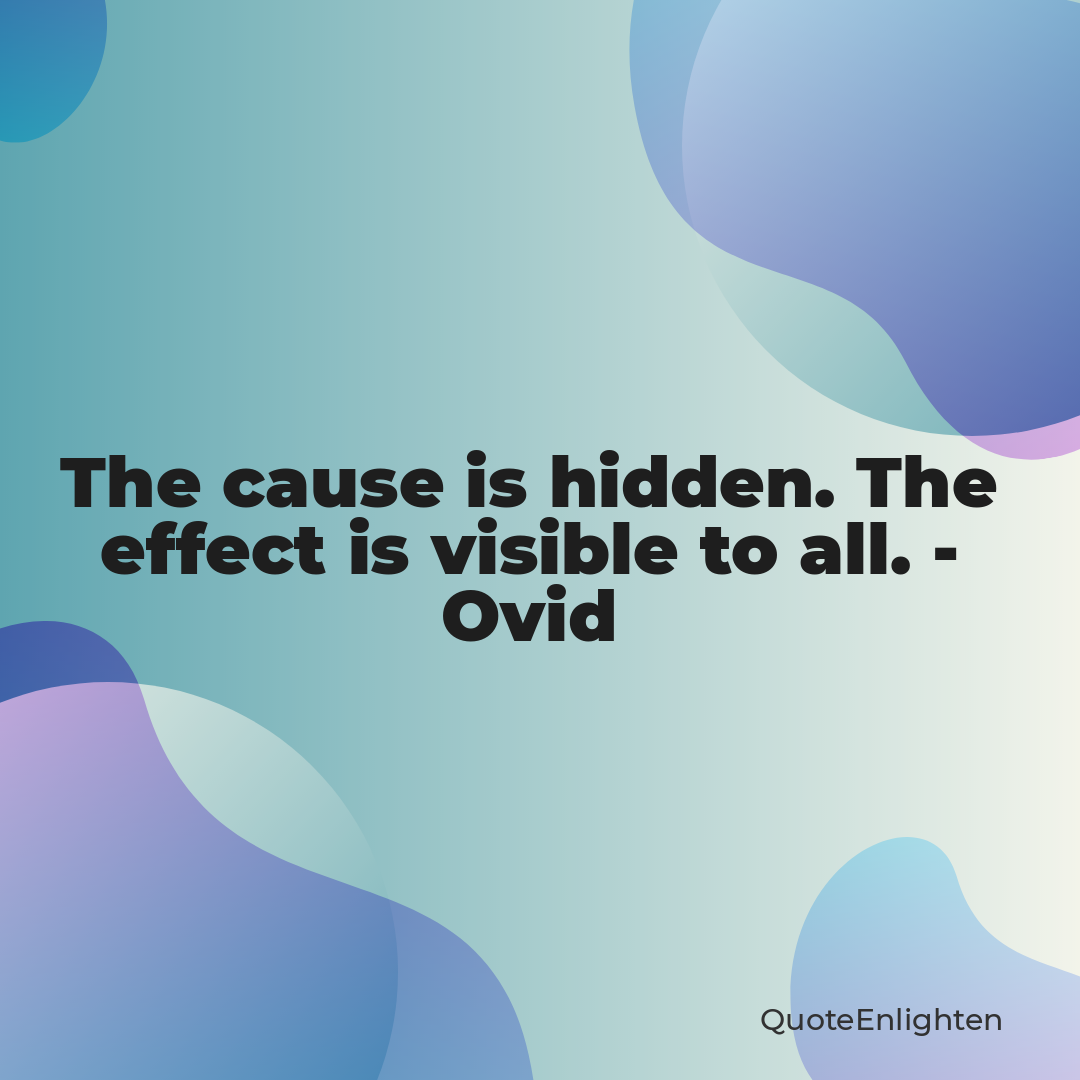 The cause is hidden. The
effect is visible to all. -
Ovid
QuoteEnlighten